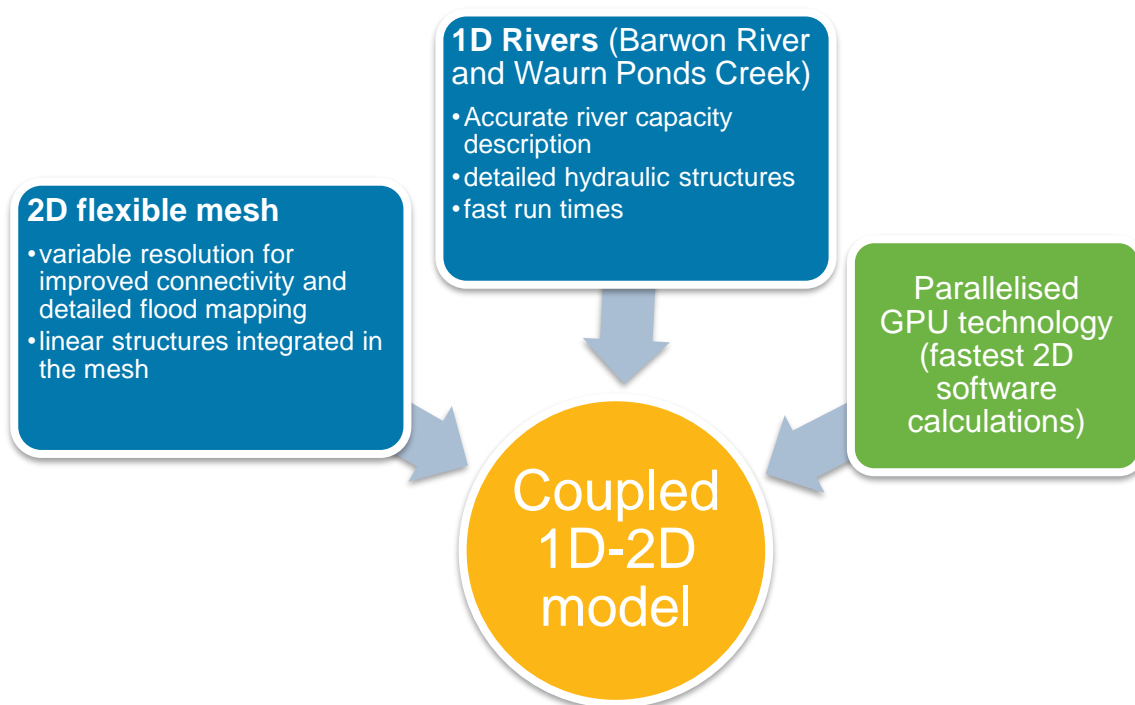 1D Rivers (Barwon River
and Waurn Ponds Creek)
•Accurate river capacity
description
•detailed hydraulic structures
•fast run times
2D flexible mesh
•variable resolution for
improved connectivity and
detailed flood mapping
•linear structures integrated in
the mesh
Parallelised
GPU technology
(fastest 2D
software
calculations)
Coupled
1D-2D
model